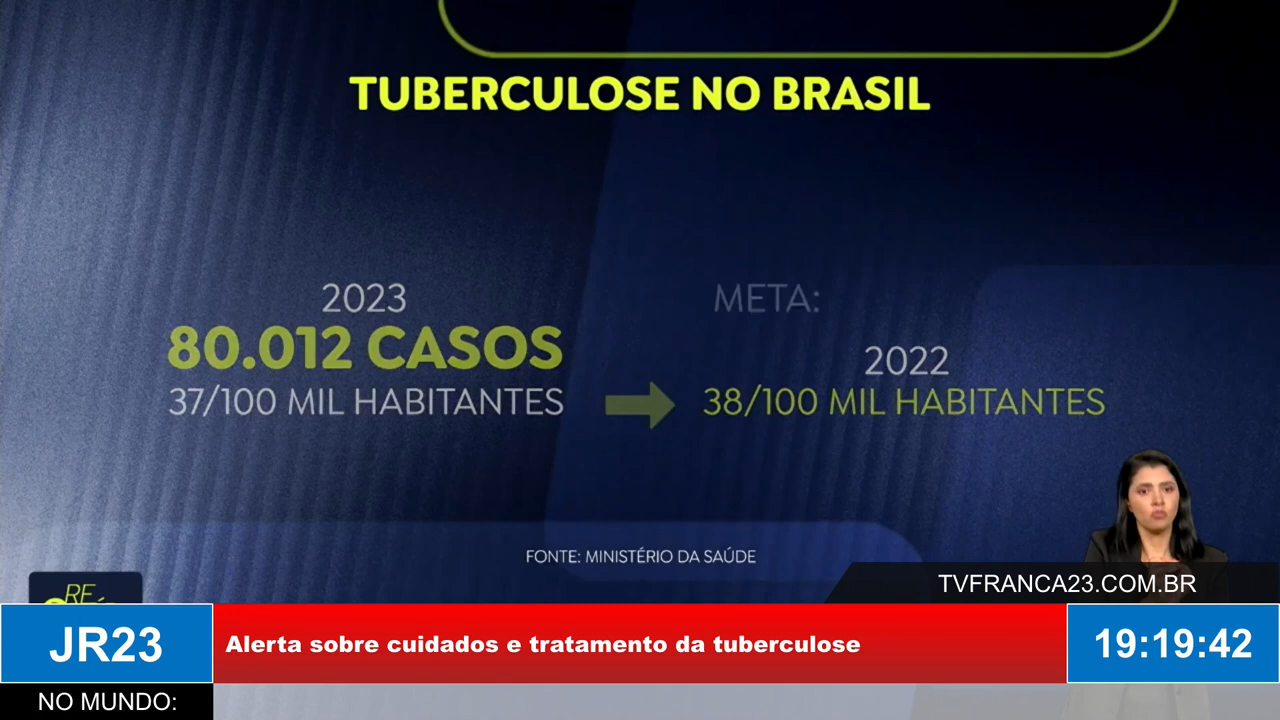 TUBERCULOSE NO BRASIL
2023
80.012 CASOS
37/100 MIL HABITANTES
META:
2022
38/100 MIL HABITANTES
FONTE: MINISTÉRIO DA SAÚDE
RE
TVFRANCA23.COM.BR
JR23
Alerta sobre cuidados e tratamento da tuberculose
19:19:42
NO MUNDO: